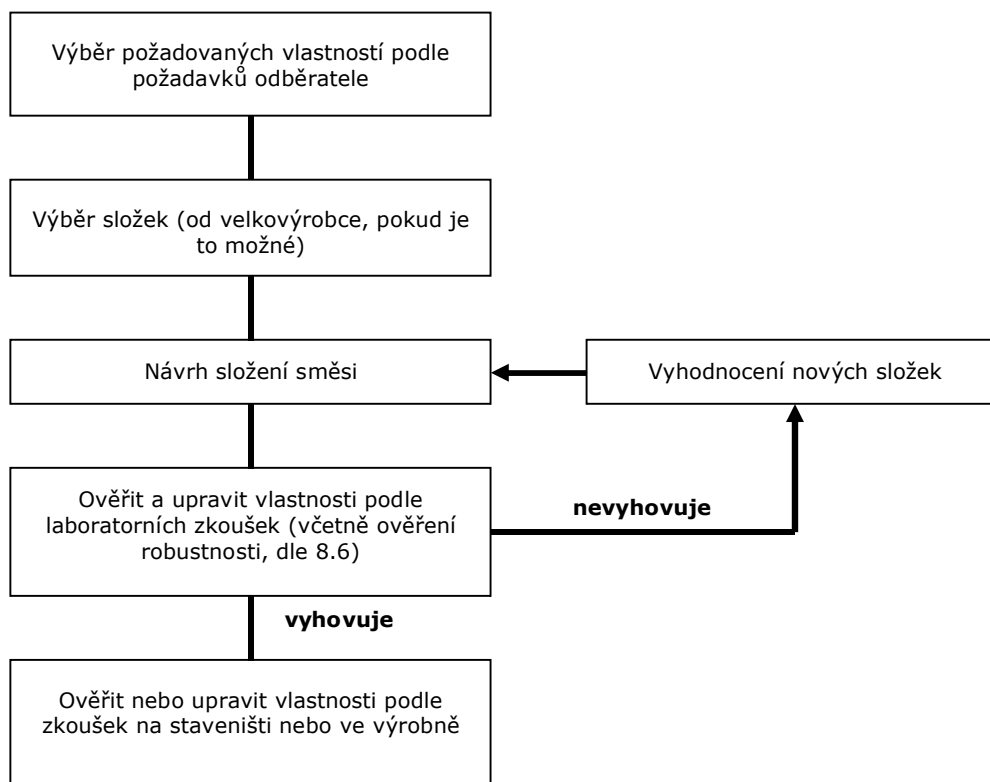 Výběr požadovaných vlastností podle
požadavků odběratele
Výběr složek (od velkovýrobce, pokud je
to možné)
Návrh složení směsi
Vyhodnocení nových složek
Ověřit a upravit vlastnosti podle
laboratorních zkoušek (včetně ověření
robustnosti, dle 8.6)
nevyhovuje
vyhovuje
Ověřit nebo upravit vlastnosti podle
zkoušek na staveništi nebo ve výrobně